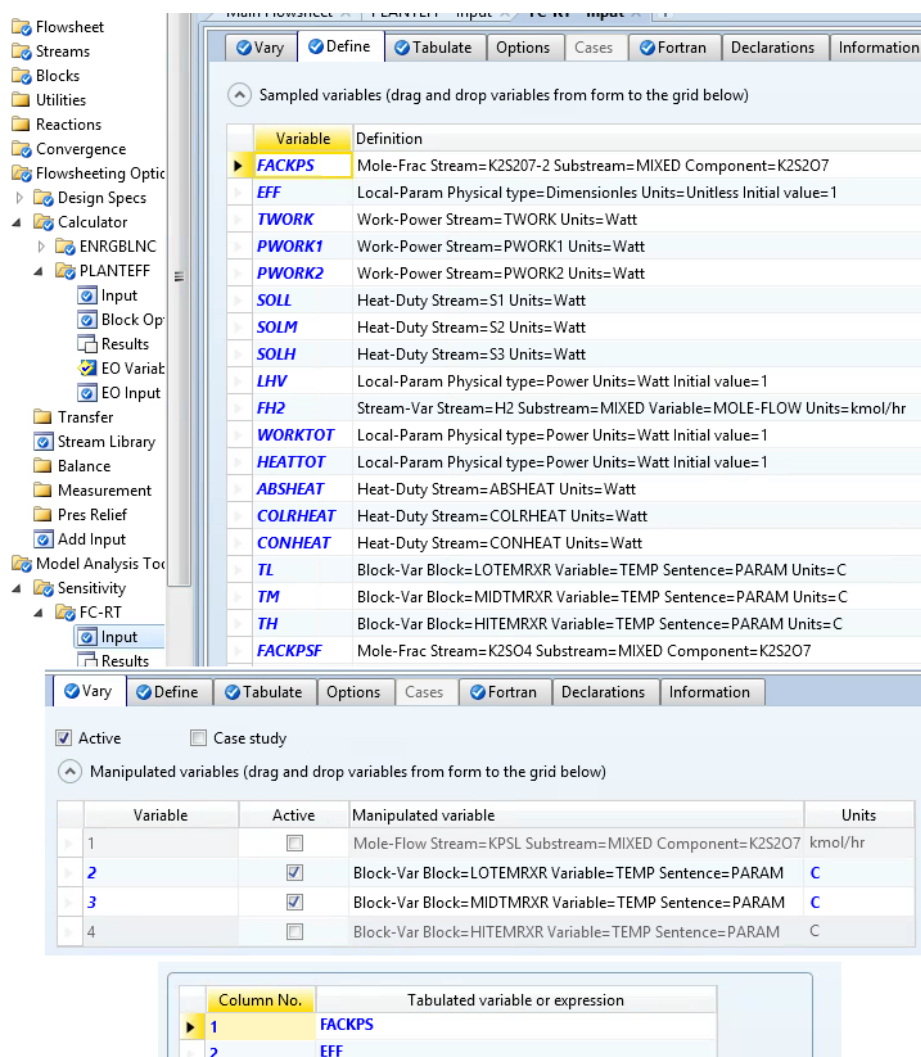 Flowsheet
Streams
Blocks
Utilities
Reactions
Convergence
Flowsheeting Optic
Design Specs
Calculator
ENRGBLNC
PLANTEFF
Input
Block Op
Results
EO Variab
EO Input
Transfer
Stream Library
Balance
Measurement
Pres Relief
Add Input
Model Analysis Too
Sensitivity
FC-RT
Input
Results
Main Flowsheet PLANTEFF - Input FC-RT - Input
Vary Define Tabulate Options Cases Fortran Declarations Information
Sampled variables (drag and drop variables from form to the grid below)
Variable Definition
FACKPS Mole-Frac Stream=K2S207-2 Substream=MIXED Component=K2S2O7
EFF Local-Param Physical type=Dimensionles Units=Unitless Initial value=1
TWORK Work-Power Stream=TWORK Units=Watt
PWORK1 Work-Power Stream=PWORK1 Units=Watt
PWORK2 Work-Power Stream=PWORK2 Units=Watt
SOLL Heat-Duty Stream=S1 Units=Watt
SOLM Heat-Duty Stream=S2 Units=Watt
SOLH Heat-Duty Stream=S3 Units=Watt
LHV Local-Param Physical type=Power Units=Watt Initial value=1
FH2 Stream-Var Stream=H2 Substream=MIXED Variable=MOLE-FLOW Units=kmol/hr
WORKTOT Local-Param Physical type=Power Units=Watt Initial value=1
HEATTOT Local-Param Physical type=Power Units=Watt Initial value=1
ABSHEAT Heat-Duty Stream=ABSHEAT Units=Watt
COLRHEAT Heat-Duty Stream=COLRHEAT Units=Watt
CONHEAT Heat-Duty Stream=CONHEAT Units=Watt
TL Block-Var Block=LOTEMRXR Variable=TEMP Sentence=PARAM Units=C
TM Block-Var Block=MIDTMRXR Variable=TEMP Sentence=PARAM Units=C
TH Block-Var Block=HITEMRXR Variable=TEMP Sentence=PARAM Units=C
FACKPSF Mole-Frac Stream=K2SO4 Substream=MIXED Component=K2S2O7
Vary Define Tabulate Options Cases Fortran Declarations Information
Active Case study
Manipulated variables (drag and drop variables from form to the grid below)
Variable Active Manipulated variable Units
1 Mole-Flow Stream=KPSL Substream=MIXED Component=K2S2O7 kmol/hr
2 Block-Var Block=LOTEMRXR Variable=TEMP Sentence=PARAM C
3 Block-Var Block=MIDTMRXR Variable=TEMP Sentence=PARAM C
4 Block-Var Block=HITEMRXR Variable=TEMP Sentence=PARAM C
Column No. Tabulated variable or expression
1 FACKPS
2 EFF